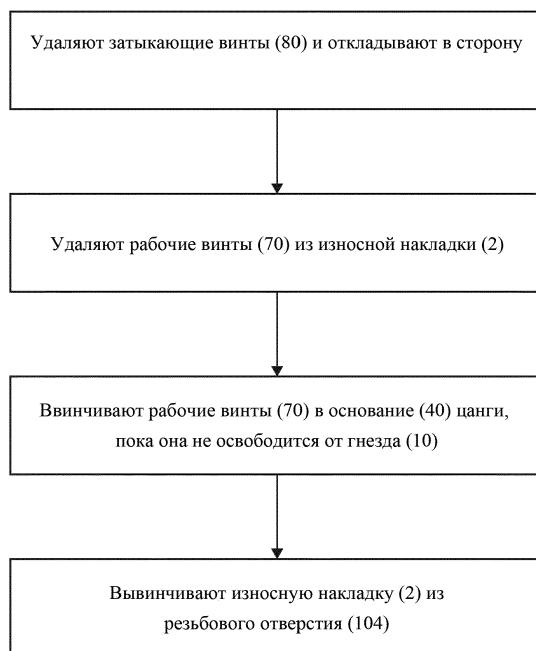 Удаляют затыкающие винты (80) и откладывают в сторону
Удаляют рабочие винты (70) из износной накладки (2)
Ввинчивают рабочие винты (70) в основание (40) цанги,
пока она не освободится от гнезда (10)
Вывинчивают износную накладку (2) из
резьбового отверстия (104)